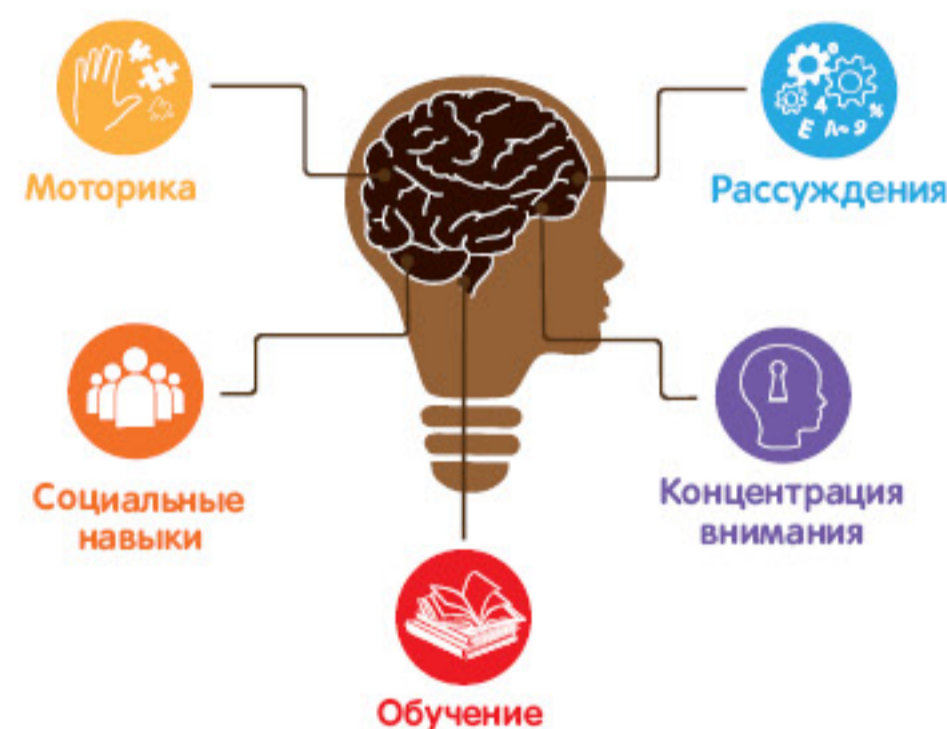 Моторика
Рассуждения
Социальные
навыки
Концентрация
внимания
Обучение